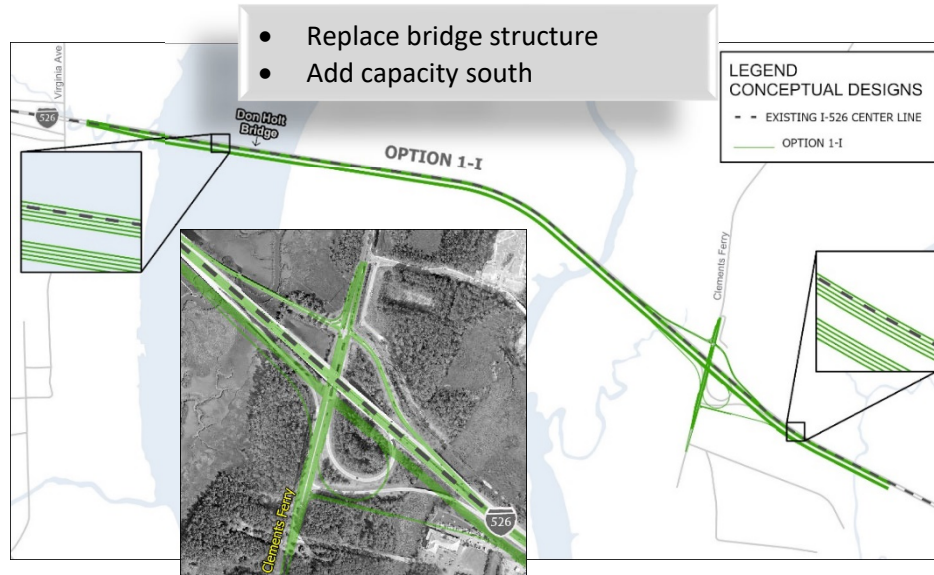 • Replace bridge structure
• Add capacity south
LEGEND
CONCEPTUAL DESIGNS
EXISTING I-526 CENTER LINE
OPTION 1-I
Virginia Ave.
526
Don Holt
Bridge
OPTION 1-I
Clements Ferry
Clements Ferry
526